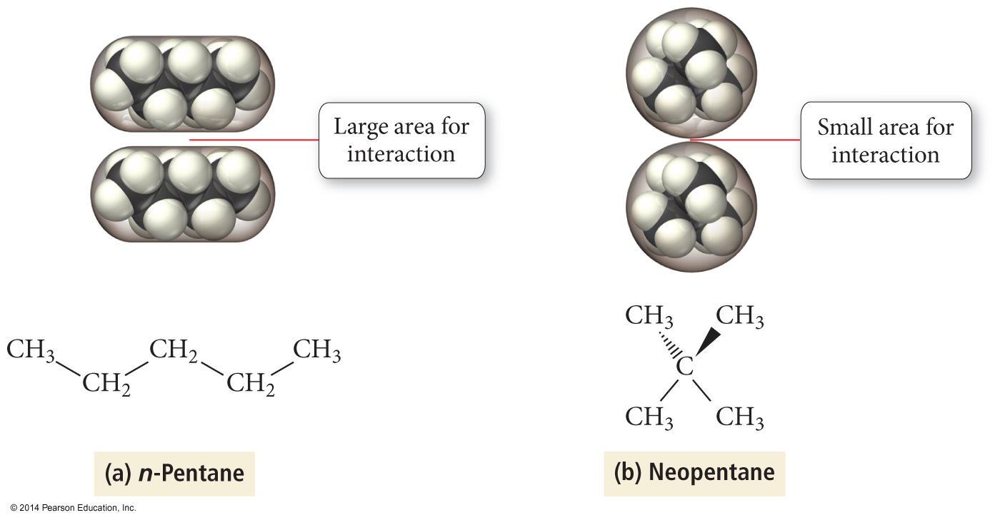 Large area for
interaction
Small area for
interaction
CH₃
CH₂
CH₂
CH₂
CH₃
CH₃
CH₃
C
CH₃
CH₃
(a) n-Pentane
(b) Neopentane
© 2014 Pearson Education, Inc.